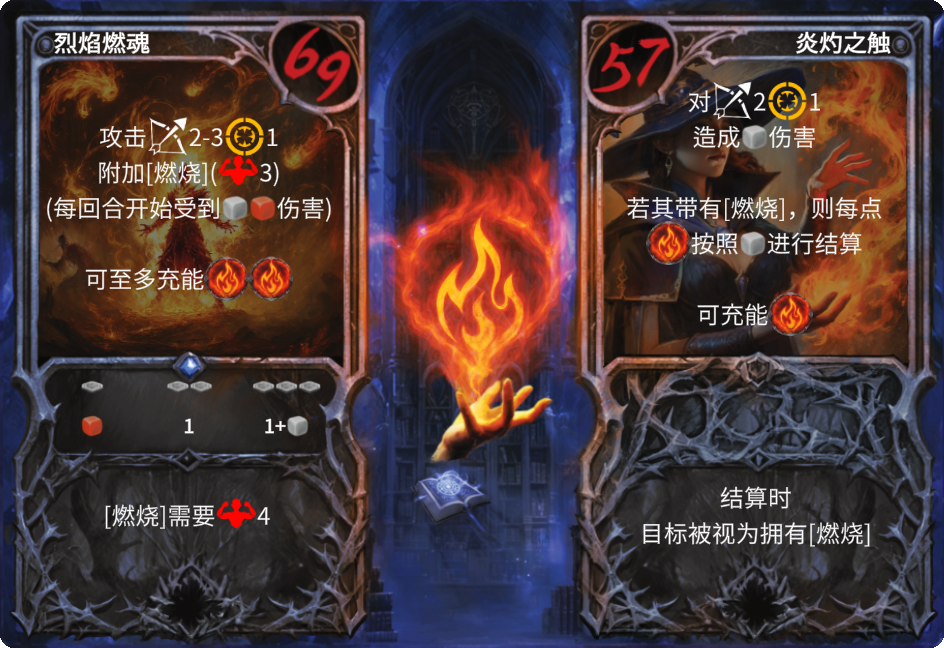 烈焰燃魂
69
攻击2-3 1
附加[燃烧]( 3)
(每回合开始受到 伤害)
可至多充能
1 1+
[燃烧]需要 4
57
炎灼之触
对 2 1
造成 伤害
若其带有[燃烧]，则每点
按照 进行结算
可充能
结算时
目标被视为拥有[燃烧]